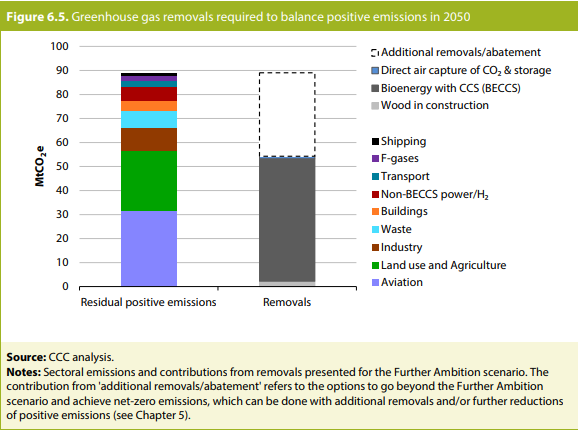 Figure 6.5. Greenhouse gas removals required to balance positive emissions in 2050
MtCO₂e
100
90
80
70
60
50
40
30
20
10
0
Residual positive emissions
Removals
Additional removals/abatement
Direct air capture of CO₂ & storage
Bioenergy with CCS (BECCS)
Wood in construction
Shipping
F-gases
Transport
Non-BECCS power/H₂
Buildings
Waste
Industry
Land use and Agriculture
Aviation
Source: CCC analysis.
Notes: Sectoral emissions and contributions from removals presented for the Further Ambition scenario. The
contribution from 'additional removals/abatement' refers to the options to go beyond the Further Ambition
scenario and achieve net-zero emissions, which can be done with additional removals and/or further reductions
of positive emissions (see Chapter 5).